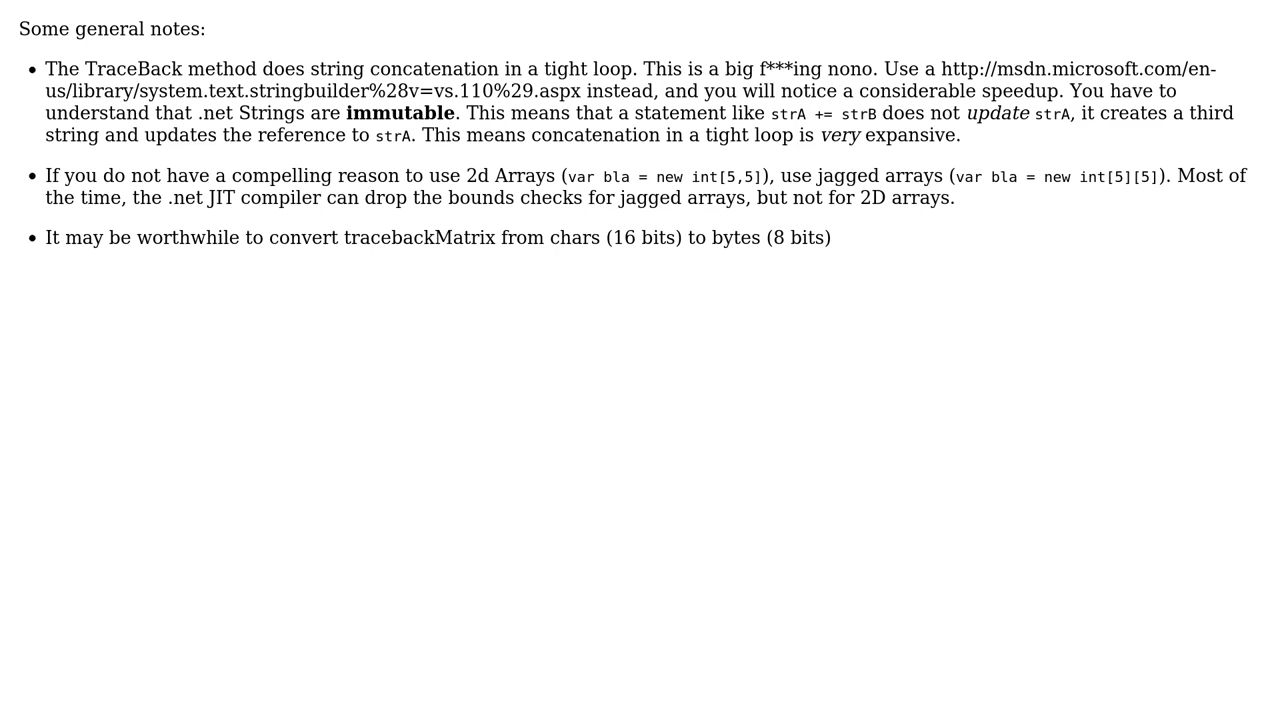 Some general notes:
• The TraceBack method does string concatenation in a tight loop. This is a big f***ing nono. Use a http://msdn.microsoft.com/en-
us/library/system.text.stringbuilder%28v=vs.110%29.aspx instead, and you will notice a considerable speedup. You have to
understand that .net Strings are immutable. This means that a statement like strA += strB does not update strA, it creates a third
string and updates the reference to strA. This means concatenation in a tight loop is very expansive.
• If you do not have a compelling reason to use 2d Arrays (var bla = new int[5,5]), use jagged arrays (var bla = new int[5][5]). Most of
the time, the .net JIT compiler can drop the bounds checks for jagged arrays, but not for 2D arrays.
• It may be worthwhile to convert tracebackMatrix from chars (16 bits) to bytes (8 bits)